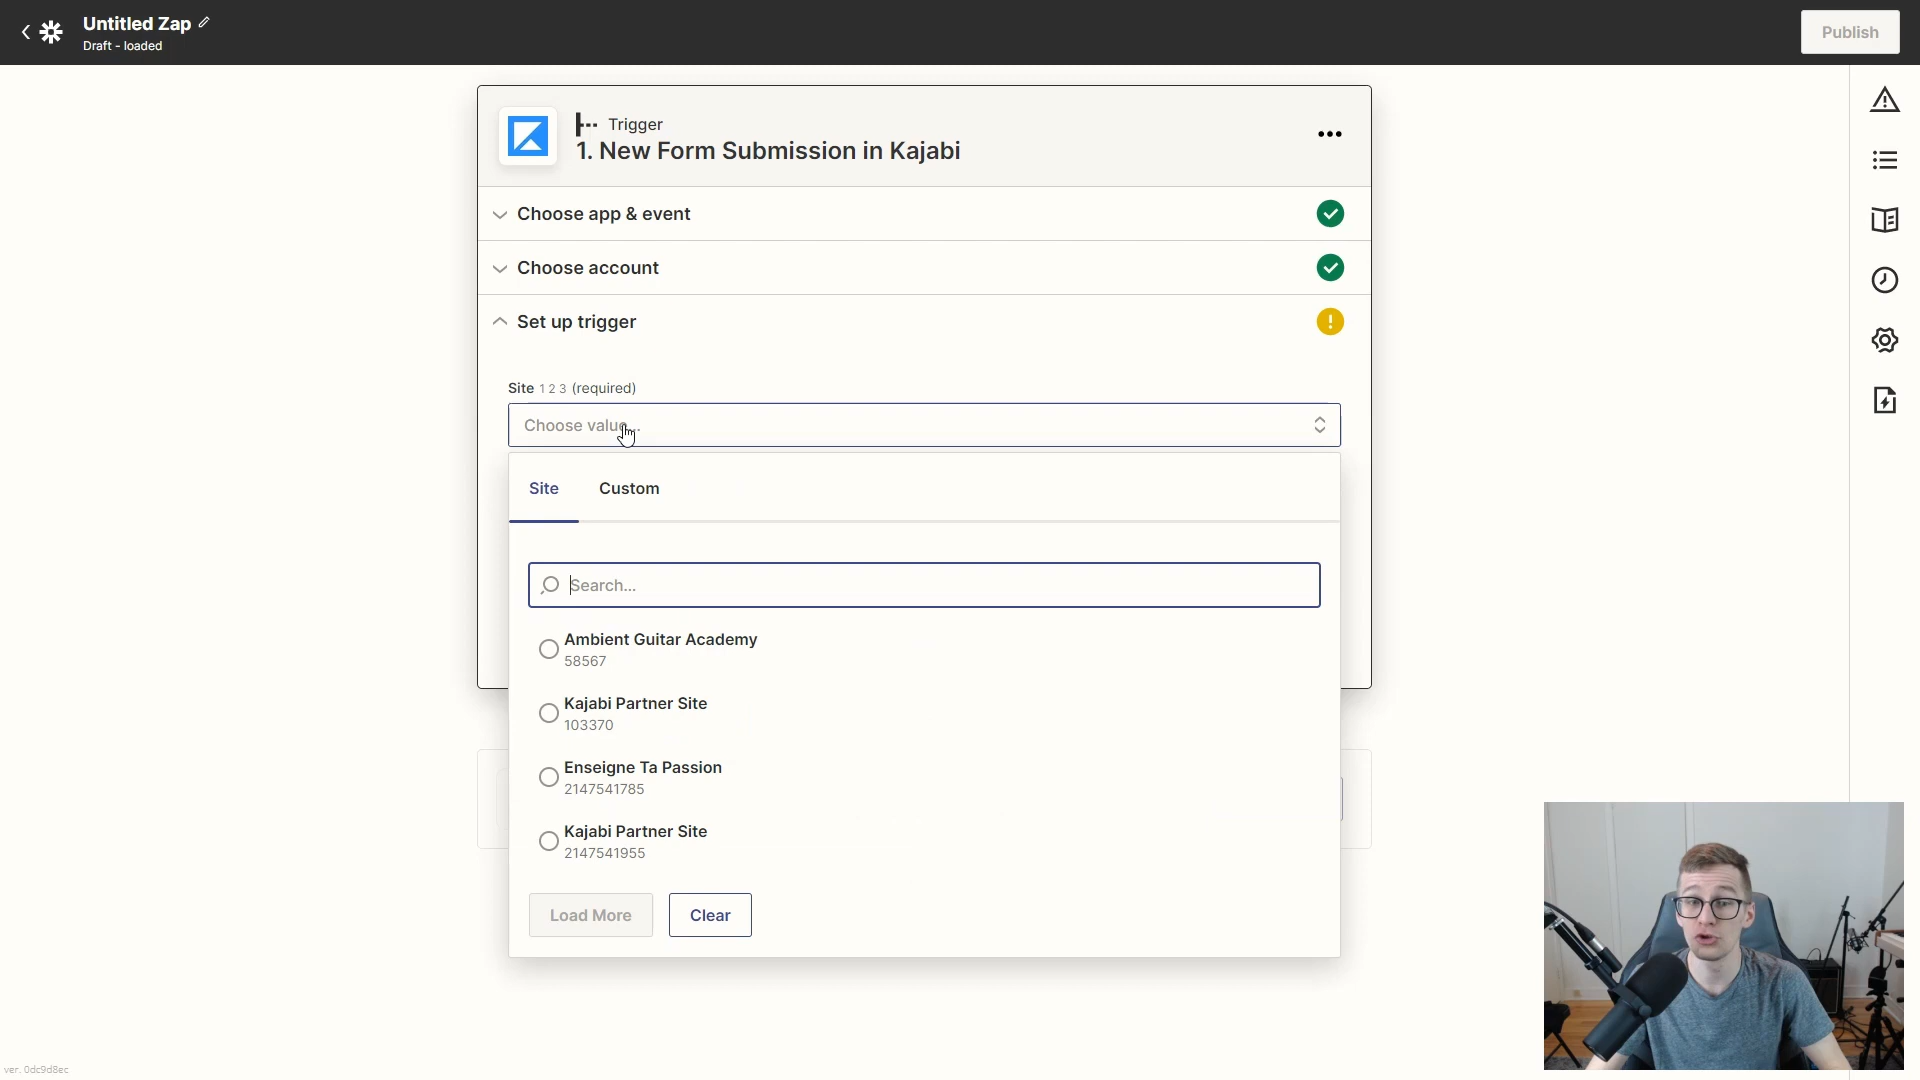 Untitled Zap
Draft - loaded
Publish
Trigger
1. New Form Submission in Kajabi
Choose app & event
Choose account
Set up trigger
Site 1 2 3 (required)
Choose value...
Site Custom
Search...
Ambient Guitar Academy
58567
Kajabi Partner Site
103370
Enseigne Ta Passion
2147541785
Kajabi Partner Site
2147541955
Load More Clear
ver. 0dc9d8ec